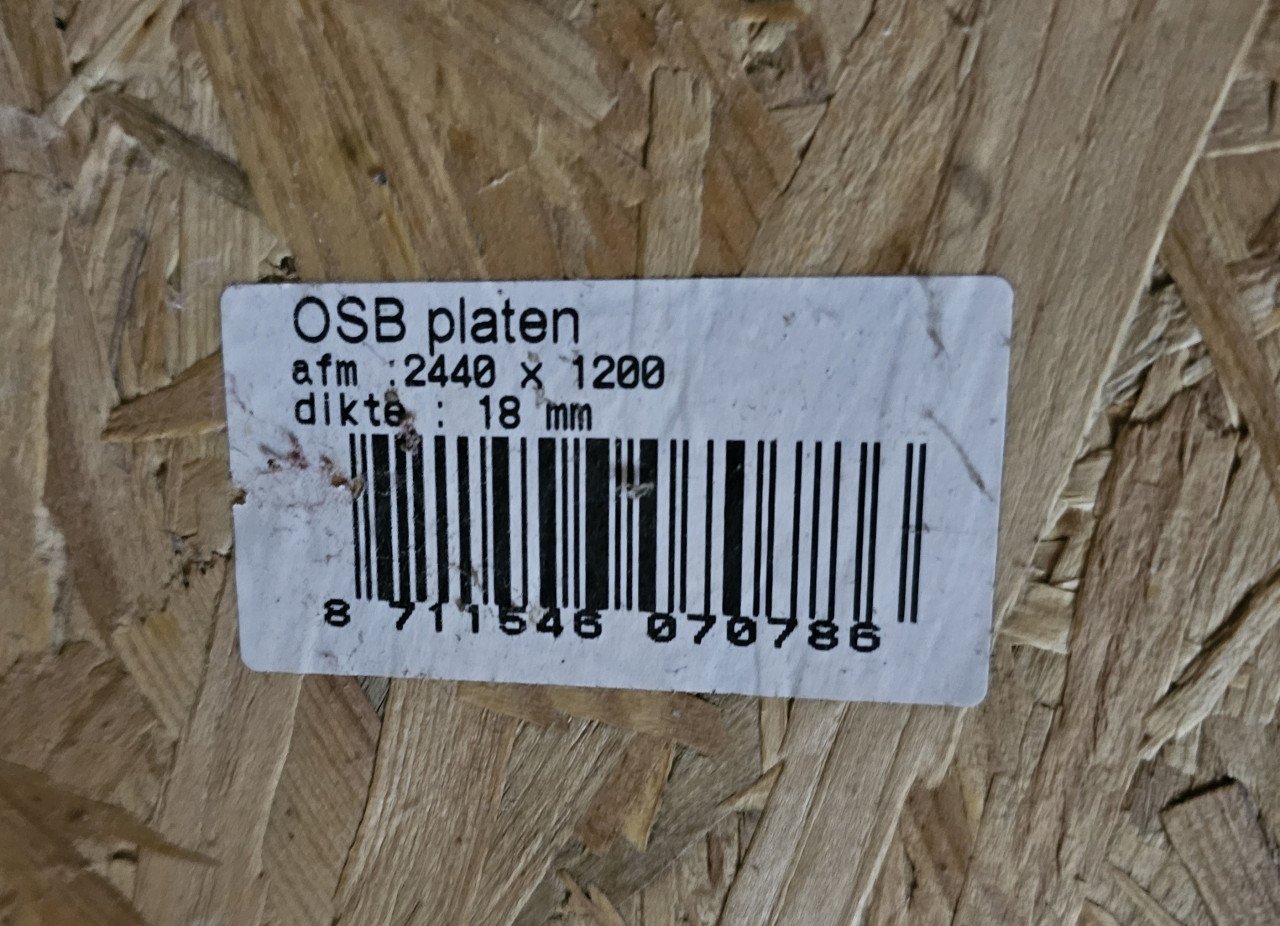 OSB platen
afm :2440 x 1200
dikte : 18 mm
8 711546 070786